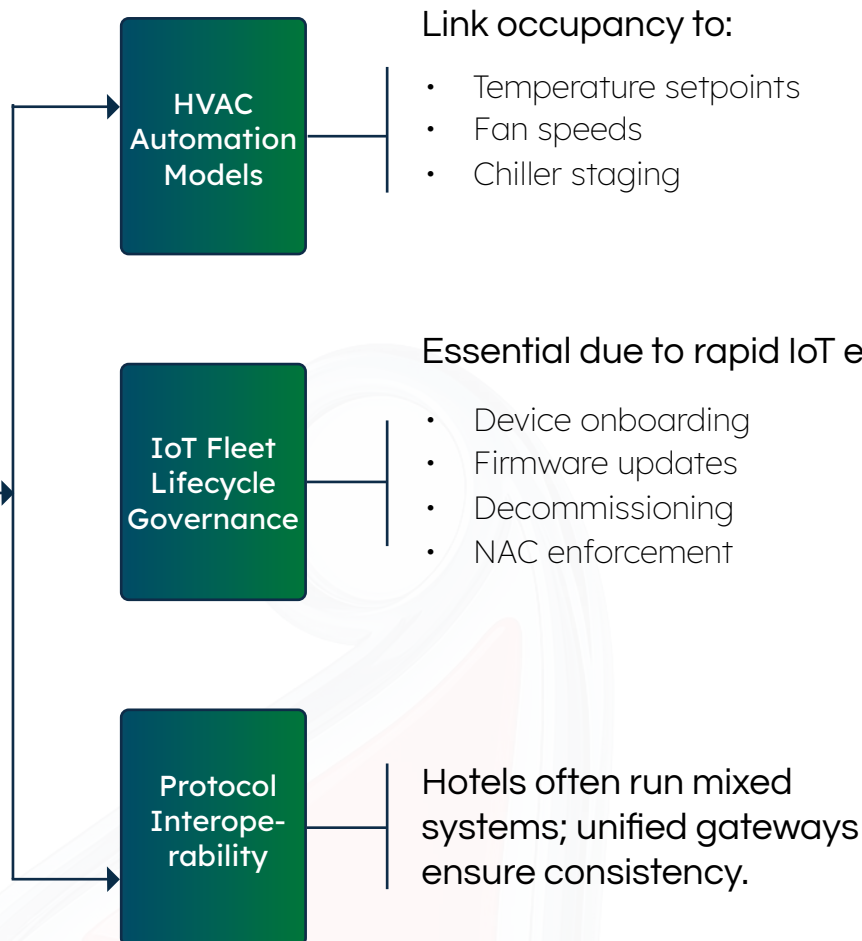 HVAC
Automation
Models
Link occupancy to:
• Temperature setpoints
• Fan speeds
• Chiller staging
IoT Fleet
Lifecycle
Governance
Essential due to rapid IoT
• Device onboarding
• Firmware updates
• Decommissioning
• NAC enforcement
Protocol
Interope-
rability
Hotels often run mixed
systems; unified gateways
ensure consistency.